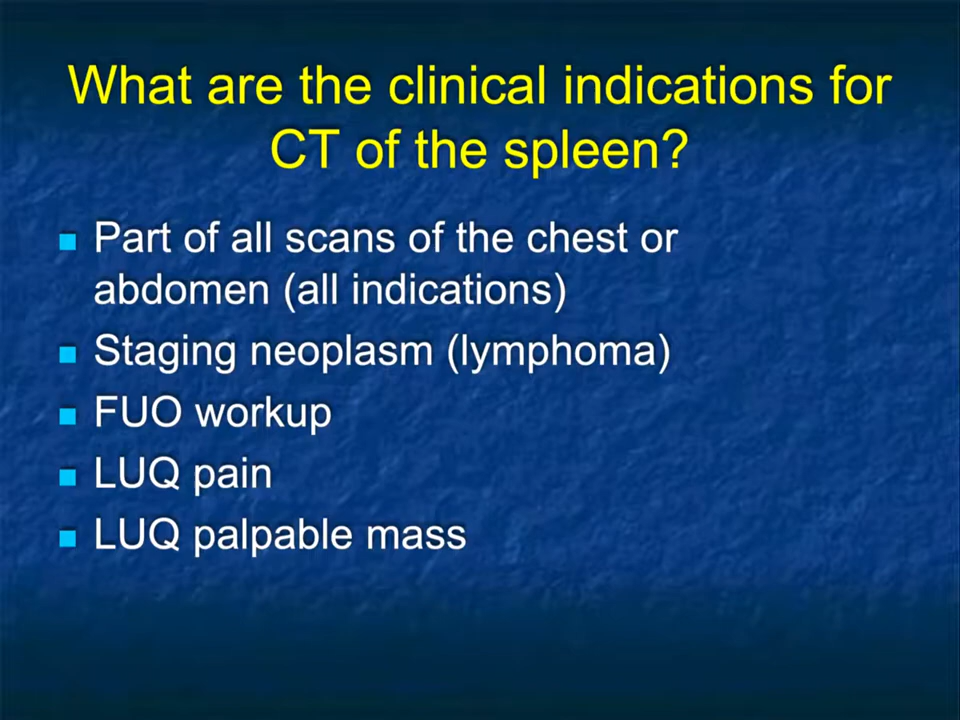 What are the clinical indications for
CT of the spleen?
Part of all scans of the chest or
abdomen (all indications)
Staging neoplasm (lymphoma)
FUO workup
LUQ pain
LUQ palpable mass